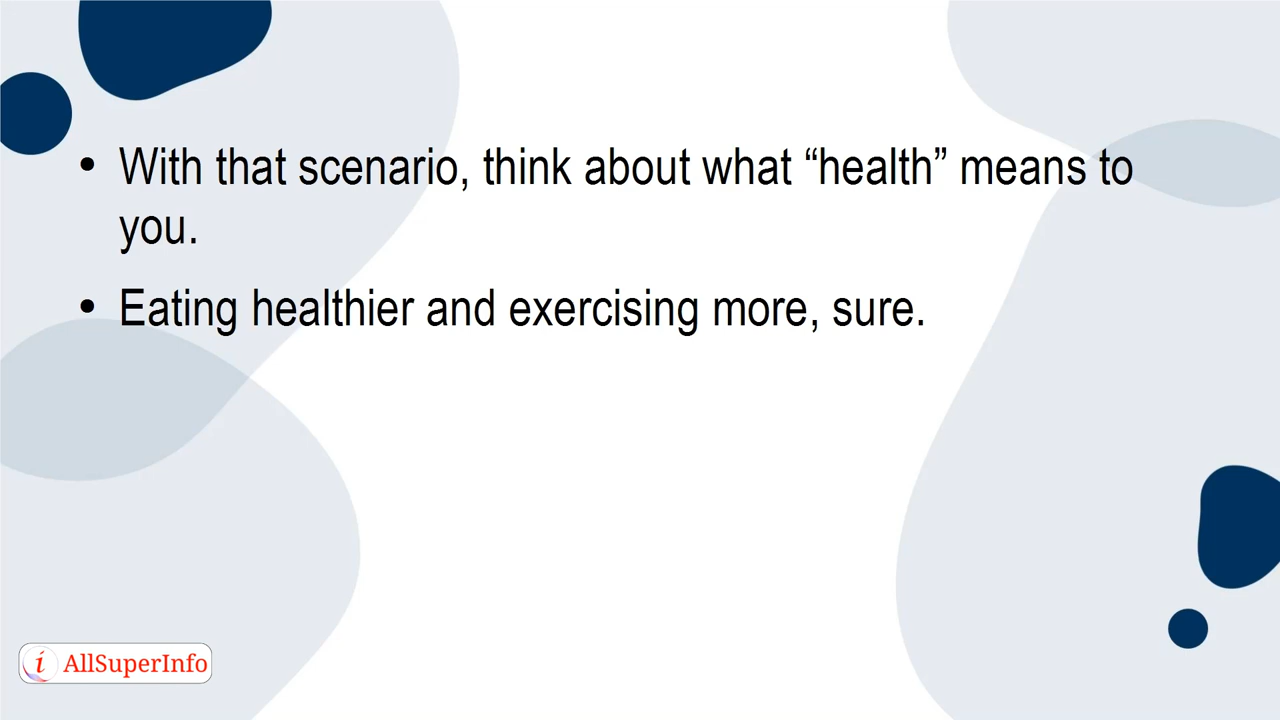 • With that scenario, think about what “health” means to
you.
• Eating healthier and exercising more, sure.
i AllSuperInfo